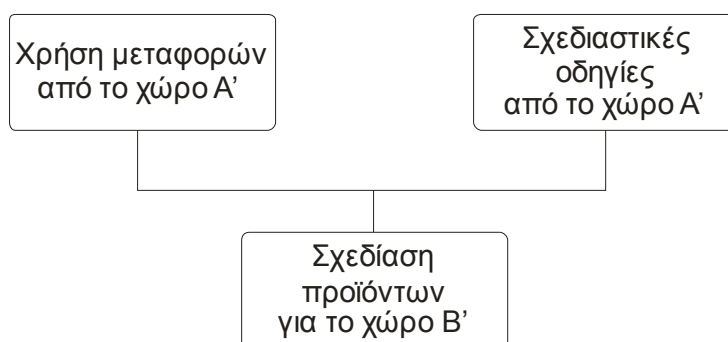 Χρήση μεταφορών
από το χώρο Α’
Σχεδιαστικές
οδηγίες
από το χώρο Α’
Σχεδίαση
προϊόντων
για το χώρο Β’